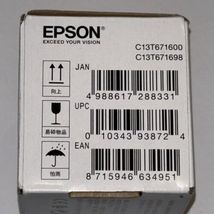 EPSON
EXCEED YOUR VISION
C13T671600
C13T671698
JAN
4 988617 288331
向上
UPC
0 10343 93872 4
易碎物品
EAN
8 715946 634951
怕雨